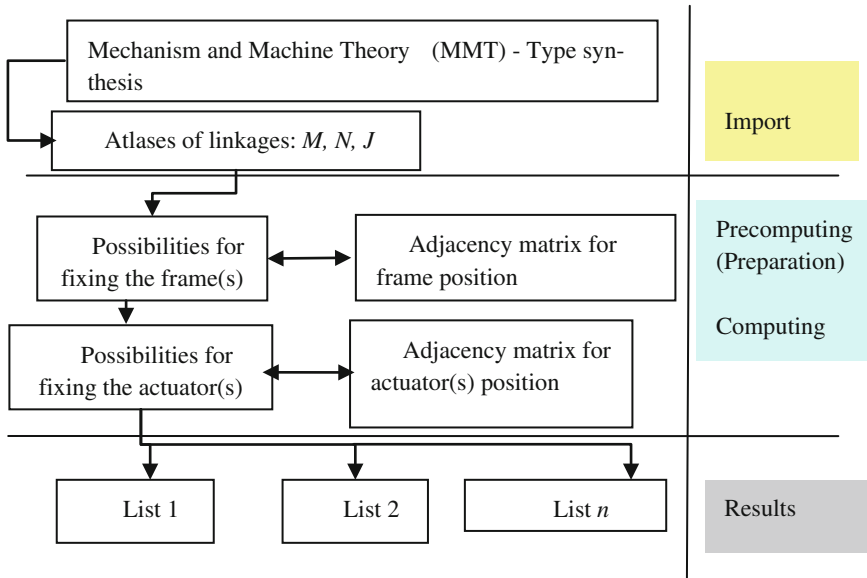 Mechanism and Machine Theory (MMT) - Type syn-
thesis
Import
Atlases of linkages: M, N, J
Possibilities for
fixing the frame(s)
Adjacency matrix for
frame position
Precomputing
(Preparation)
Computing
Possibilities for
fixing the actuator(s)
Adjacency matrix for
actuator(s) position
List 1
List 2
List n
Results